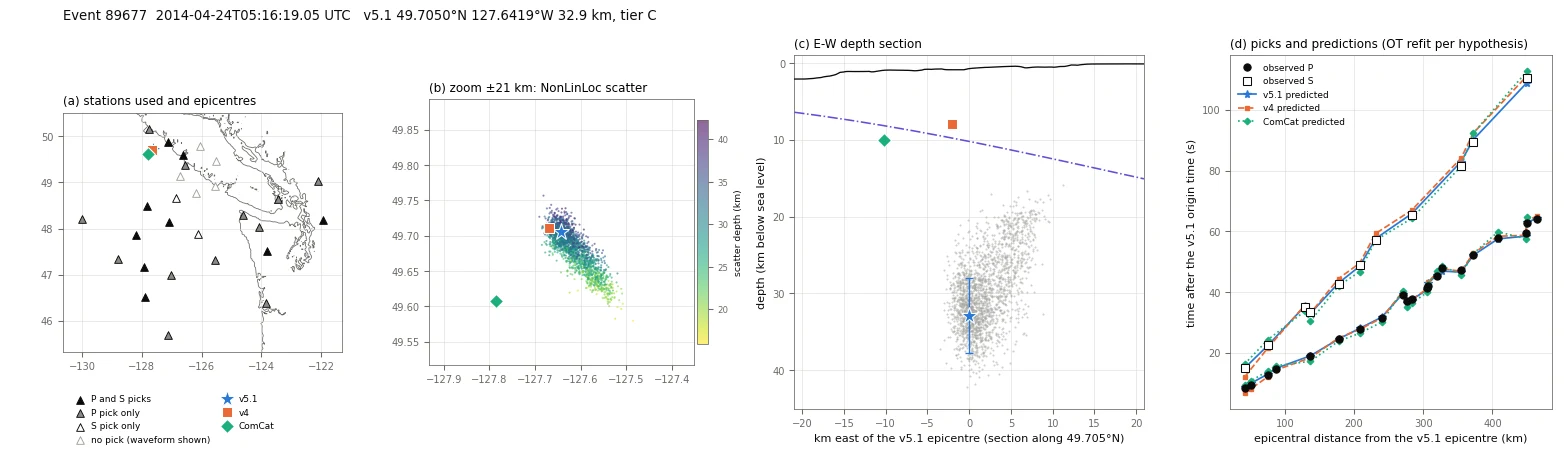 Event 89677 2014-04-24T05:16:19.05 UTC v5.1 49.7050°N 127.6419°W 32.9 km, tier C
(a) stations used and epicentres
50
49
48
47
46
−130
−128
−126
−124
−122
P and S picks
P pick only
S pick only
no pick (waveform shown)
v5.1
v4
ComCat
(b) zoom ±21 km: NonLinLoc scatter
49.85
49.80
49.75
49.70
49.65
49.60
49.55
−127.9
−127.8
−127.7
−127.6
−127.5
−127.4
40
35
30
25
20
scatter depth (km)
(c) E-W depth section
0
10
20
30
40
depth (km below sea level)
−20
−15
−10
−5
0
5
10
15
20
km east of the v5.1 epicentre (section along 49.705°N)
(d) picks and predictions (OT refit per hypothesis)
observed P
observed S
v5.1 predicted
v4 predicted
ComCat predicted
100
80
60
40
20
time after the v5.1 origin time (s)
100
200
300
400
epicentral distance from the v5.1 epicentre (km)